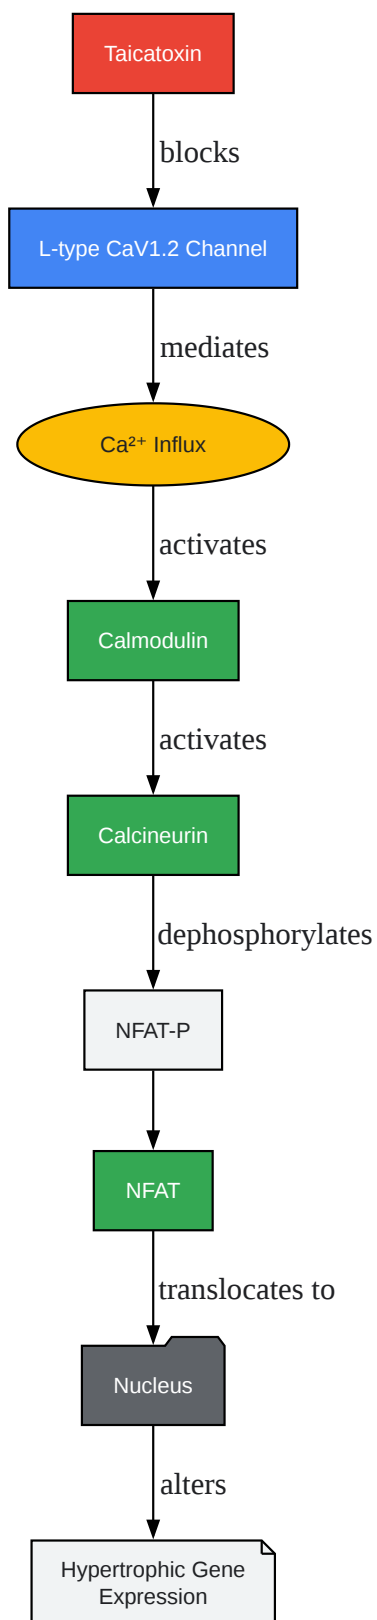 Taicatoxin
blocks
L-type CaV1.2 Channel
mediates
Ca²⁺ Influx
activates
Calmodulin
activates
Calcineurin
dephosphorylates
NFAT-P
NFAT
translocates to
Nucleus
alters
Hypertrophic Gene
Expression